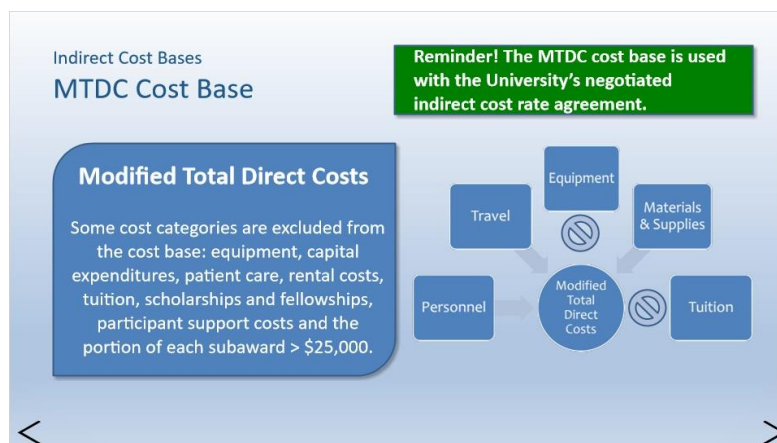 Indirect Cost Bases
MTDC Cost Base
Reminder! The MTDC cost base is used
with the University’s negotiated
indirect cost rate agreement.
Modified Total Direct Costs
Some cost categories are excluded from
the cost base: equipment, capital
expenditures, patient care, rental costs,
tuition, scholarships and fellowships,
participant support costs and the
portion of each subaward > $25,000.
Personnel
Travel
Equipment
Materials
& Supplies
Tuition
Modified
Total
Direct
Costs